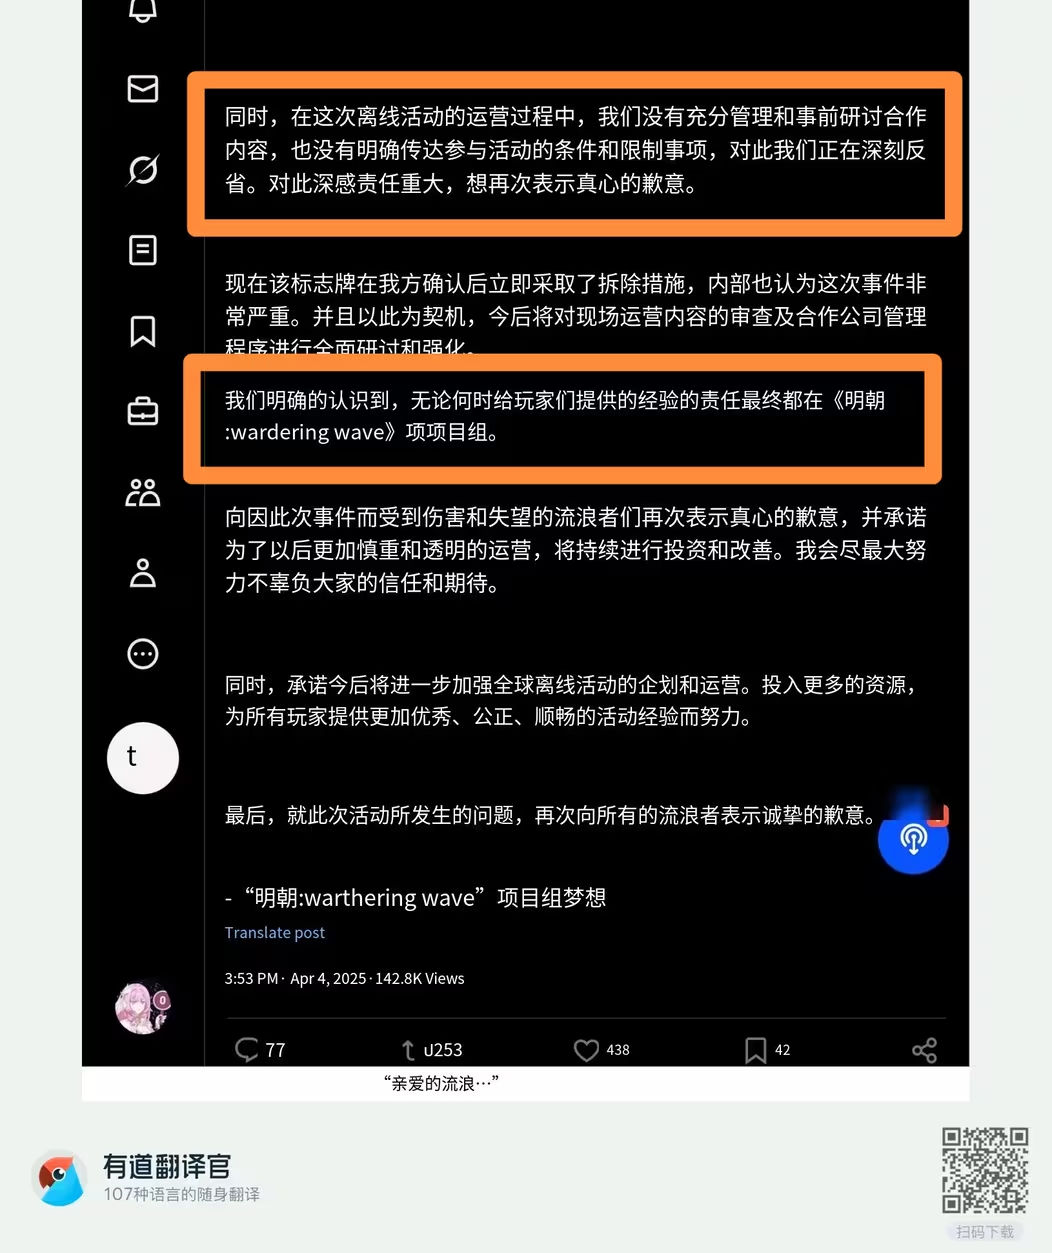 同时，在这次离线活动的运营过程中，我们没有充分管理和事前研讨合作
内容，也没有明确传达参与活动的条件和限制事项，对此我们正在深刻反
省。对此深感责任重大，想再次表示真心的歉意。
现在该标志牌在我方确认后立即采取了拆除措施，内部也认为这次事件非
常严重。并且以此为契机，今后将对现场运营内容的审查及合作公司管理
程序进行全面研讨和强化。
我们明确的认识到，无论何时给玩家们提供的经验的责任最终都在《明朝
:wardering wave》项项目组。
向因此次事件而受到伤害和失望的流浪者们再次表示真心的歉意，并承诺
为了以后更加慎重和透明的运营，将持续进行投资和改善。我会尽最大努
力不辜负大家的信任和期待。
同时，承诺今后将进一步加强全球离线活动的企划和运营。投入更多的资源，
为所有玩家提供更加优秀、公正、顺畅的活动经验而努力。
t
最后，就此次活动所发生的问题，再次向所有的流浪者表示诚挚的歉意。
-“明朝:warthering wave”项目组梦想
Translate post
3:53 PM· Apr 4, 2025·142.8K Views
0
77 u253 438 42
“亲爱的流浪…”
有道翻译官
107种语言的随身翻译
扫码下载